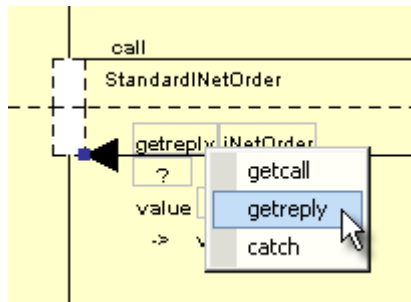 call
StandardINetOrder
getreply iNetOrder
? getcall
value getreply
-> catch